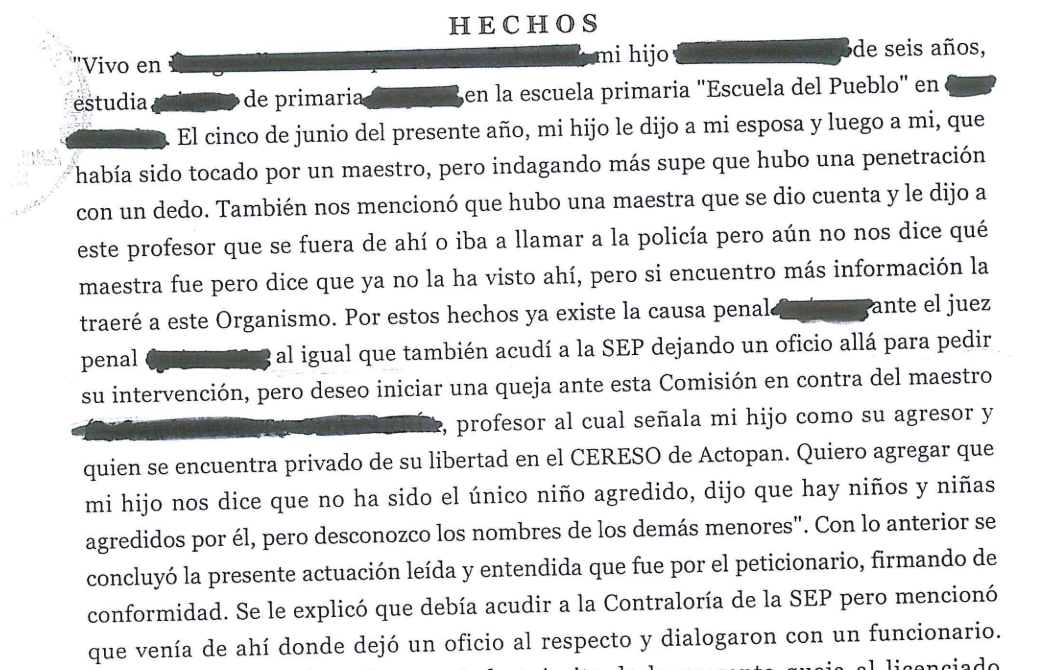 HECHOS
"Vivo en mi hijo de seis años,
estudia de primaria en la escuela primaria "Escuela del Pueblo" en
. El cinco de junio del presente año, mi hijo le dijo a mi esposa y luego a mi, que
había sido tocado por un maestro, pero indagando más supe que hubo una penetración
con un dedo. También nos mencionó que hubo una maestra que se dio cuenta y le dijo a
este profesor que se fuera de ahí o iba a llamar a la policía pero aún no nos dice qué
maestra fue pero dice que ya no la ha visto ahí, pero si encuentro más información la
traeré a este Organismo. Por estos hechos ya existe la causa penal ante el juez
penal al igual que también acudí a la SEP dejando un oficio allá para pedir
su intervención, pero deseo iniciar una queja ante esta Comisión en contra del maestro
, profesor al cual señala mi hijo como su agresor y
quien se encuentra privado de su libertad en el CERESO de Actopan. Quiero agregar que
mi hijo nos dice que no ha sido el único niño agredido, dijo que hay niños y niñas
agredidos por él, pero desconozco los nombres de los demás menores". Con lo anterior se
concluyó la presente actuación leída y entendida que fue por el peticionario, firmando de
conformidad. Se le explicó que debía acudir a la Contraloría de la SEP pero mencionó
que venía de ahí donde dejó un oficio al respecto y dialogaron con un funcionario.